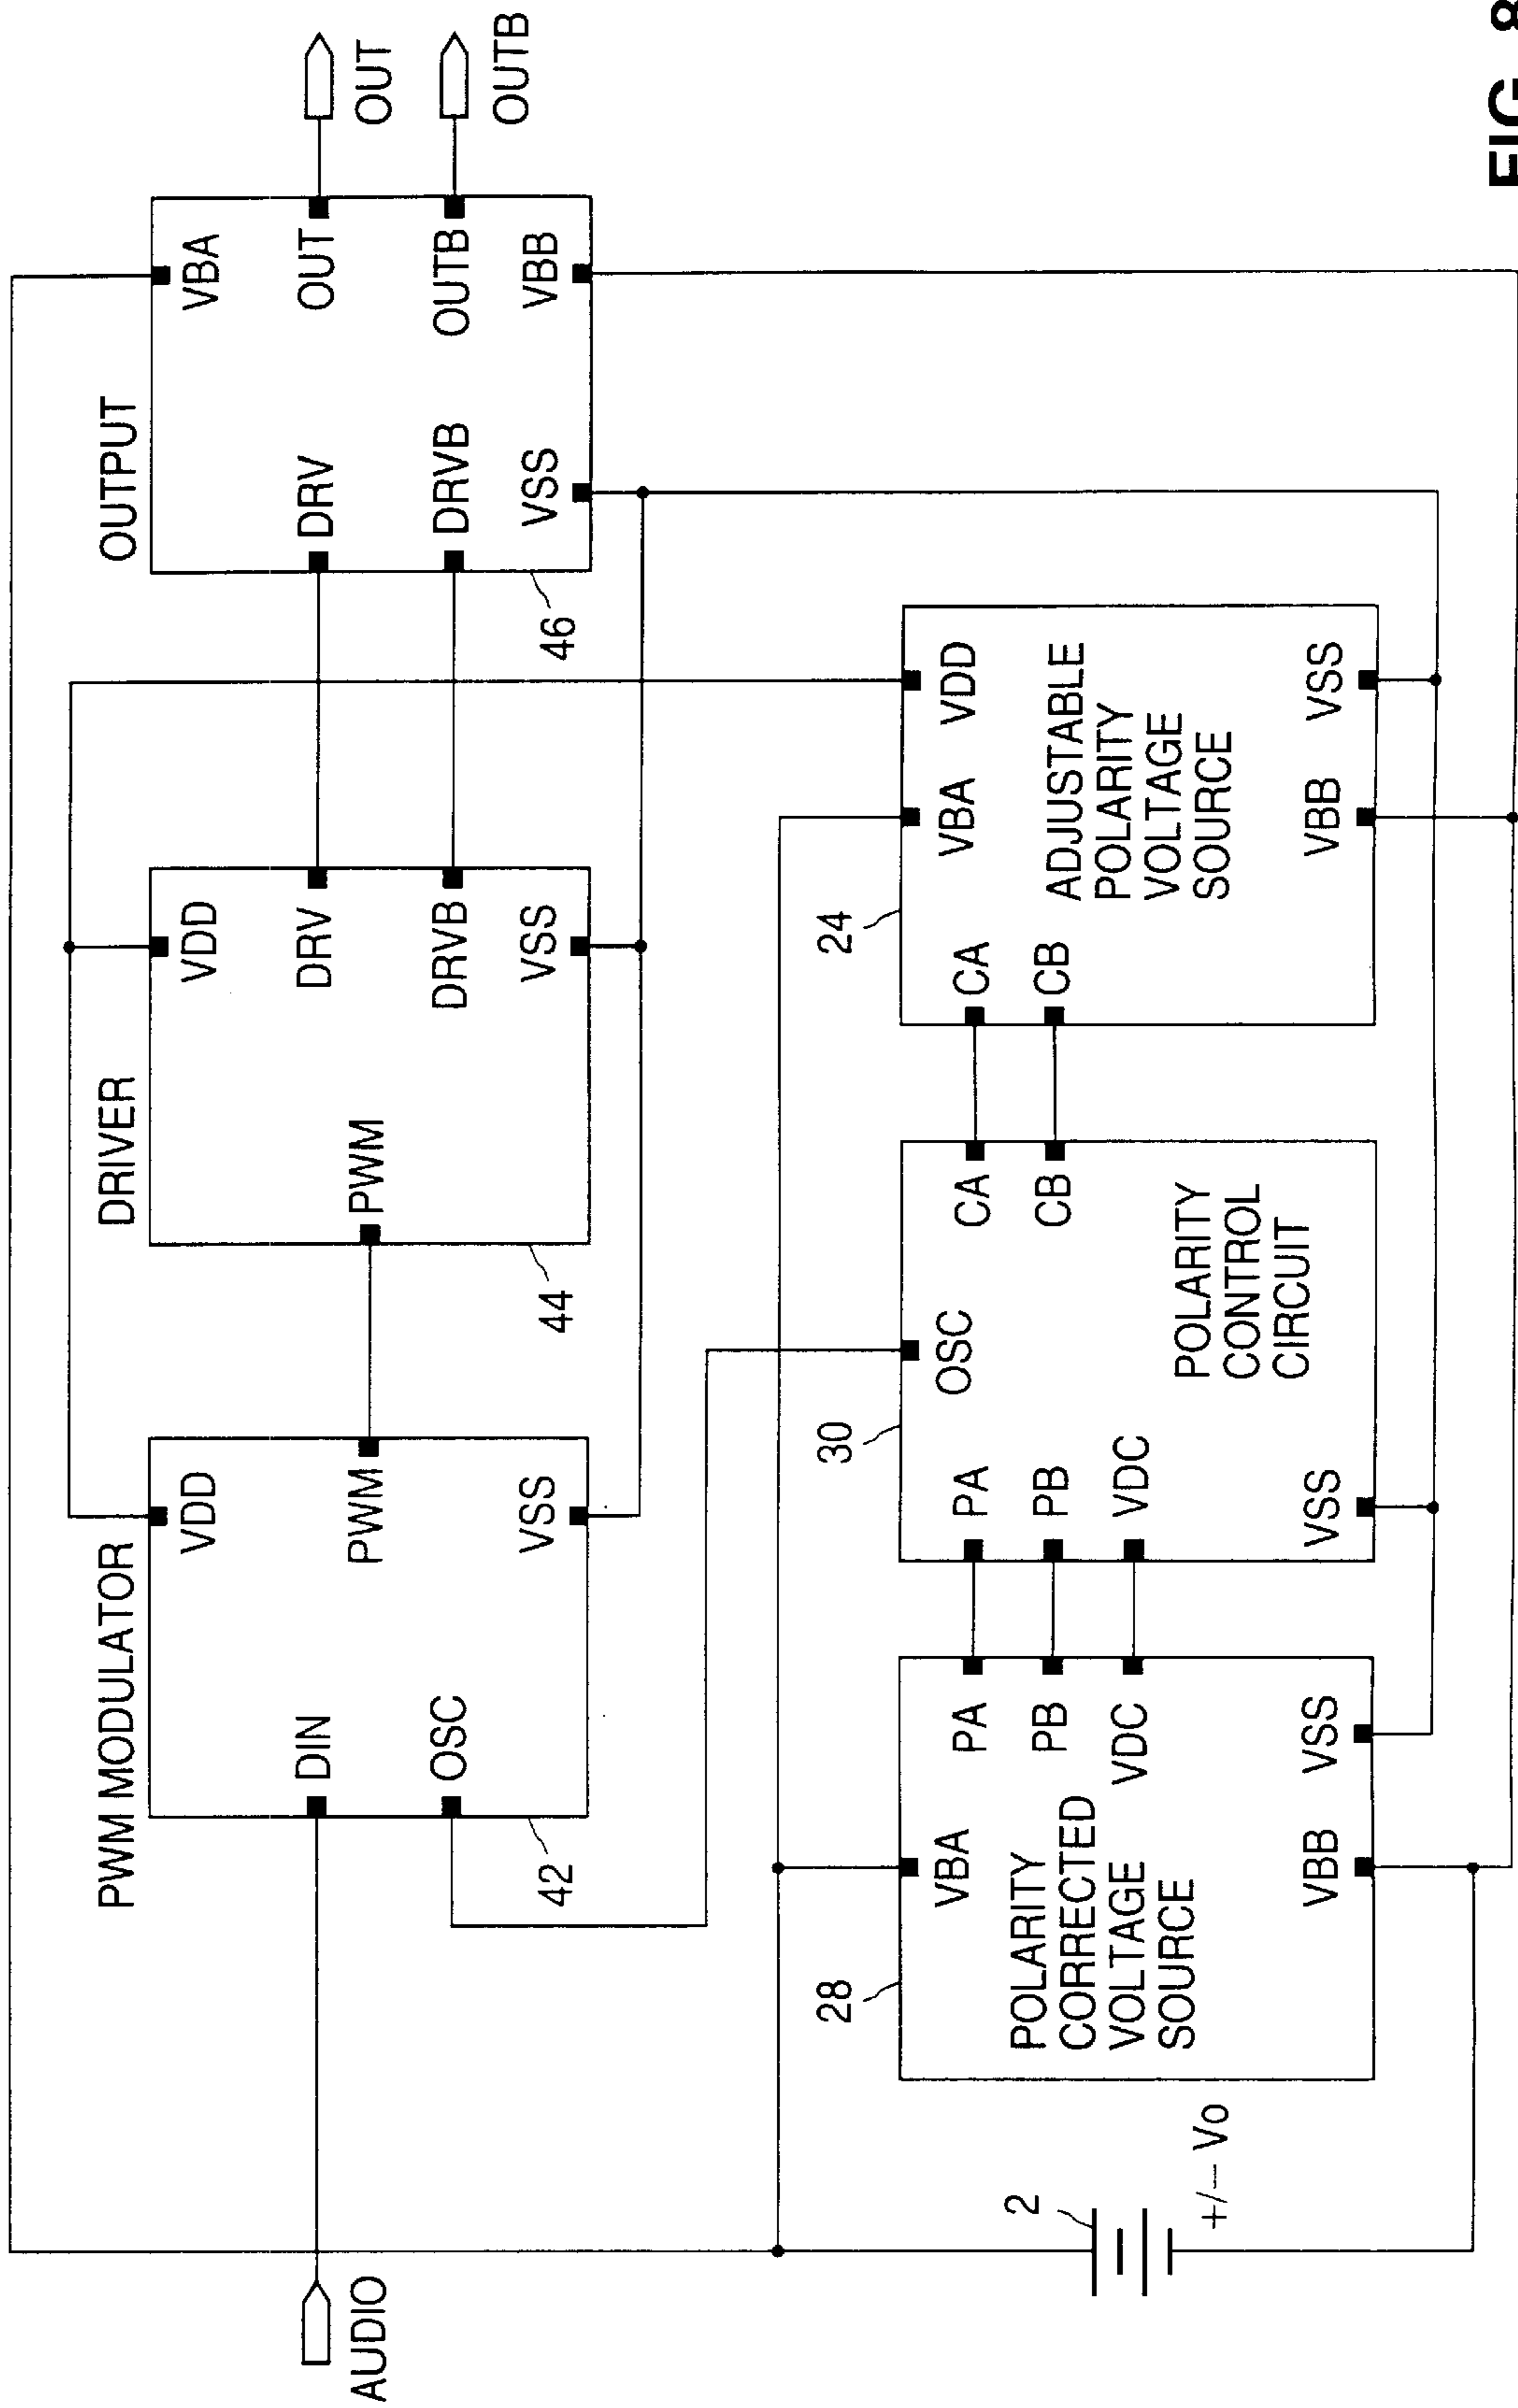 PWM MODULATOR
DRIVER
OUTPUT
VDD
VDD
VBA
AUDIO
DIN
OSC
PWM
VSS
42
PWM
DRV
DRVB
VSS
44
DRV
DRVB
VSS
OUT
OUTB
VBB
46
OUT
OUTB
2
+/– Vo
28
VBA
POLARITY
CORRECTED
VOLTAGE
SOURCE
PA
PB
VDC
VBB
VSS
30
OSC
PA
PB
VDC
CA
CB
POLARITY
CONTROL
CIRCUIT
VSS
24
VBA
VDD
CA
CB
ADJUSTABLE
POLARITY
VOLTAGE
SOURCE
VBB
VSS
FIG. 8